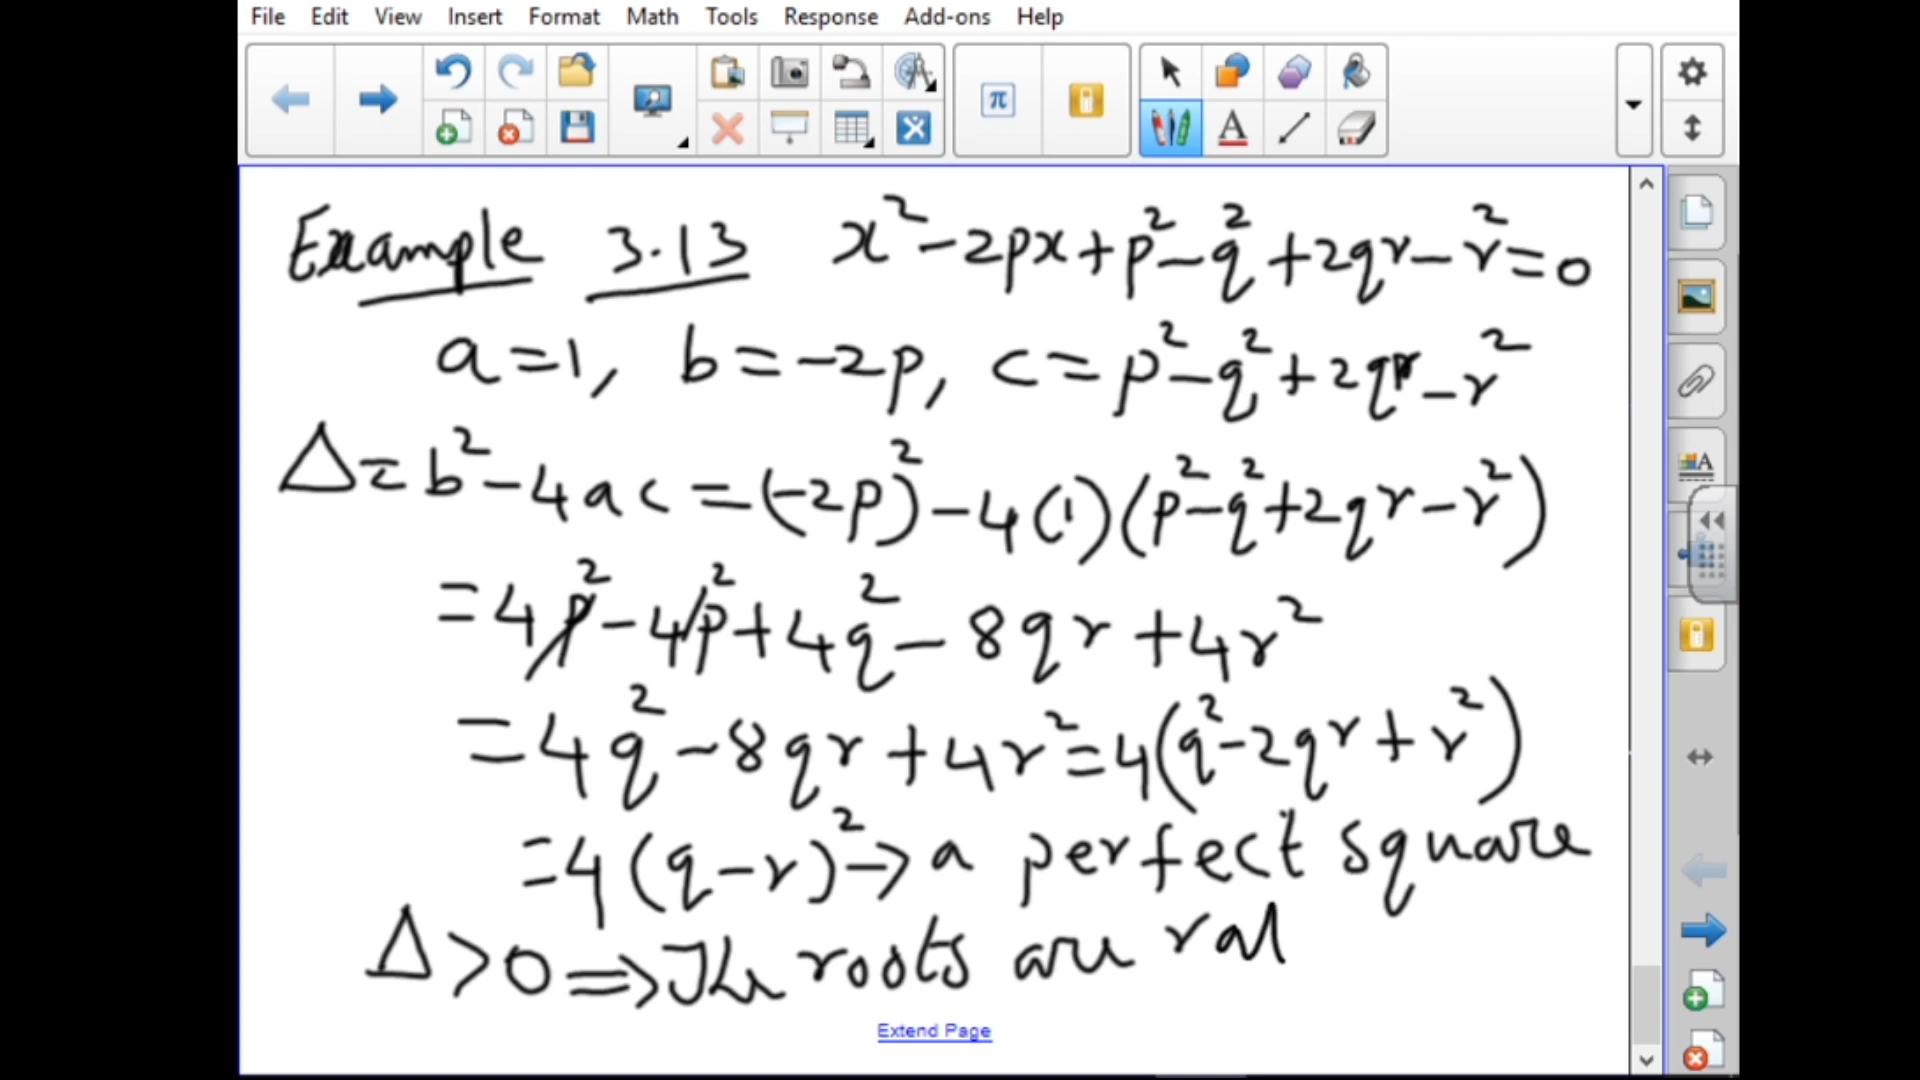 File Edit View Insert Format Math Tools Response Add-ons Help
Example 3.13 x²-2px+p²-q²+2qr-r²=0
a=1, b=-2p, c=p²-q²+2qr-r²
Δ=b²-4ac=(-2p)²-4(1)(p²-q²+2qr-r²)
=4p²-4p²+4q²-8qr+4r²
=4q²-8qr+4r²=4(q²-2qr+r²)
=4(q-r)²→a perfect square
Δ>0⇒The roots are ral
Extend Page